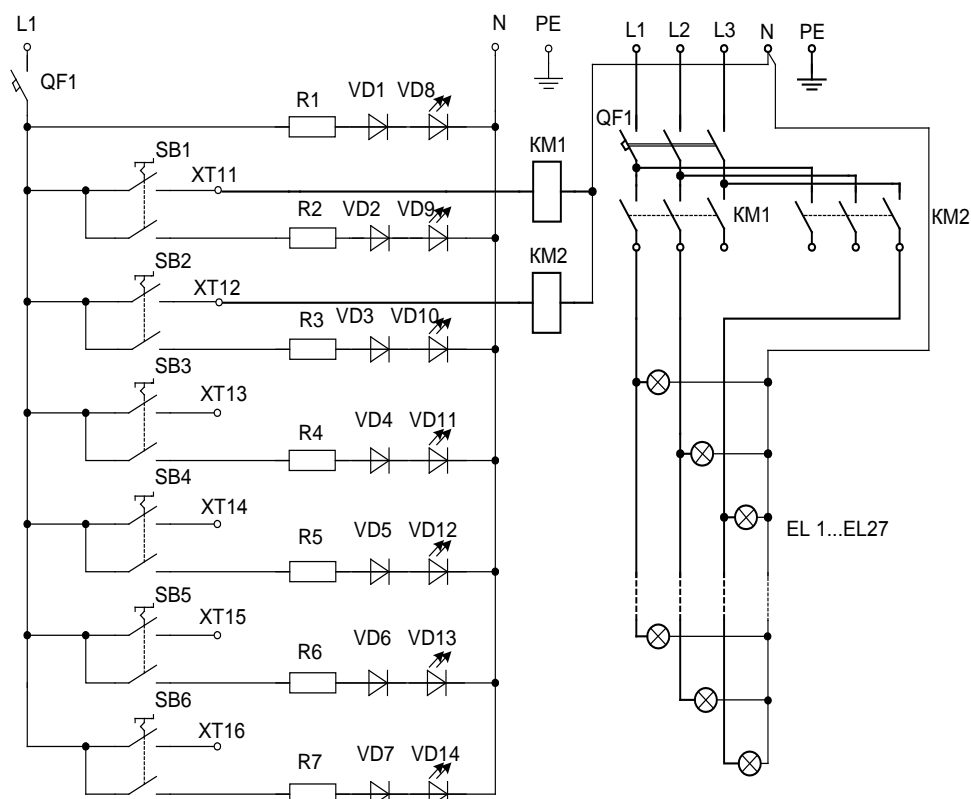 L1 N PE L1 L2 L3 N PE
QF1
R1 VD1 VD8
QF1
SB1
XT11
KM1
R2 VD2 VD9
KM1
KM2
SB2
XT12
KM2
R3 VD3 VD10
SB3
XT13
R4 VD4 VD11
SB4
XT14
R5 VD5 VD12
EL 1...EL27
SB5
XT15
R6 VD6 VD13
SB6
XT16
R7 VD7 VD14